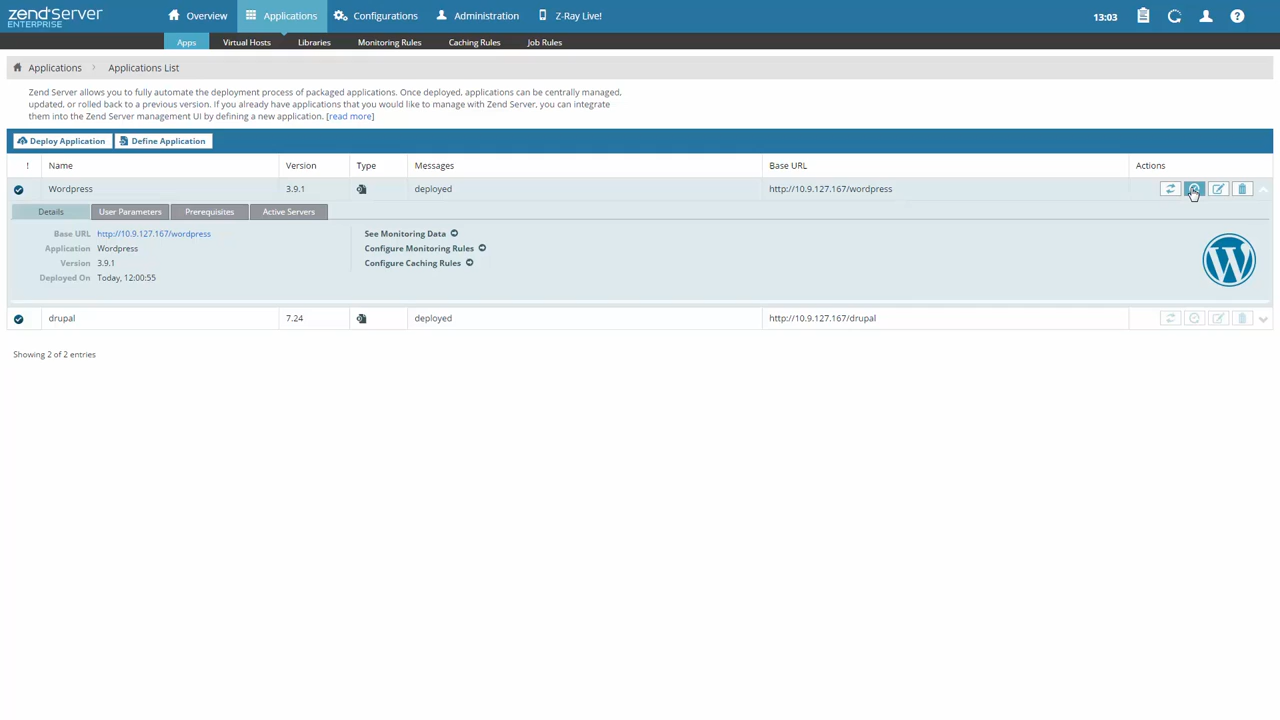 zend server ENTERPRISE
Overview Applications Configurations Administration Z-Ray Live! 13:03
Apps Virtual Hosts Libraries Monitoring Rules Caching Rules Job Rules
Applications > Applications List
Zend Server allows you to fully automate the deployment process of packaged applications. Once deployed, applications can be centrally managed,
updated, or rolled back to a previous version. If you already have applications that you would like to manage with Zend Server, you can integrate
them into the Zend Server management UI by defining a new application. [read more]
Deploy Application Define Application
! Name Version Type Messages Base URL Actions
Wordpress 3.9.1 deployed http://10.9.127.167/wordpress
Details User Parameters Prerequisites Active Servers
Base URL http://10.9.127.167/wordpress See Monitoring Data
Application Wordpress Configure Monitoring Rules
Version 3.9.1 Configure Caching Rules
Deployed On Today, 12:00:55
W
drupal 7.24 deployed http://10.9.127.167/drupal
Showing 2 of 2 entries